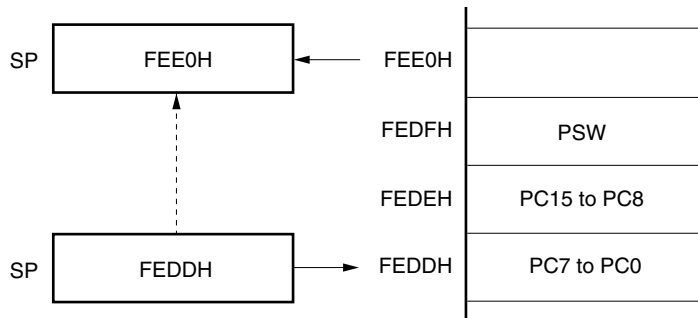 SP FEE0H FEE0H
FEDFH PSW
FEDEH PC15 to PC8
SP FEDDH FEDDH PC7 to PC0